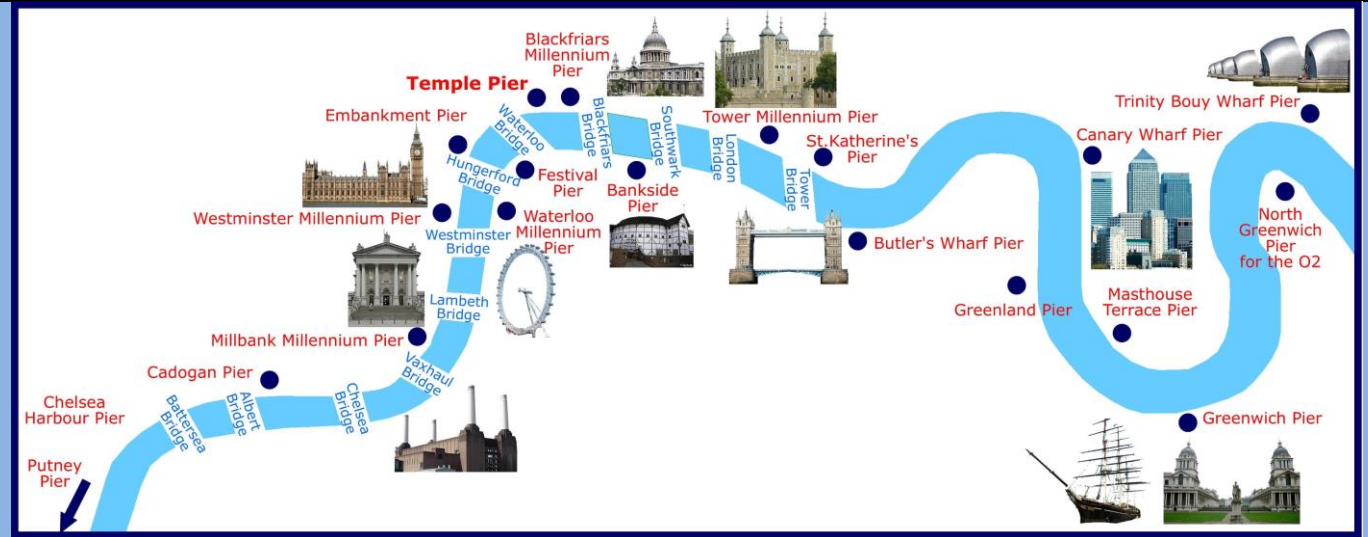 Blackfriars
Millennium
Pier
Temple Pier
Embankment Pier
Waterloo
Bridge
Blackfriars
Bridge
Southwark
Bridge
London
Bridge
Tower Millennium Pier
St.Katherine's
Pier
Tower
Bridge
Trinity Bouy Wharf Pier
Canary Wharf Pier
Hungerford
Bridge
Festival
Pier
Bankside
Pier
Westminster Millennium Pier
Westminster
Bridge
Waterloo
Millennium
Pier
Butler's Wharf Pier
North
Greenwich
Pier
for the O2
Lambeth
Bridge
Greenland Pier
Masthouse
Terrace Pier
Millbank Millennium Pier
Vaxhaul
Bridge
Cadogan Pier
Chelsea
Harbour Pier
Battersea
Bridge
Albert
Bridge
Chelsea
Bridge
Greenwich Pier
Putney
Pier